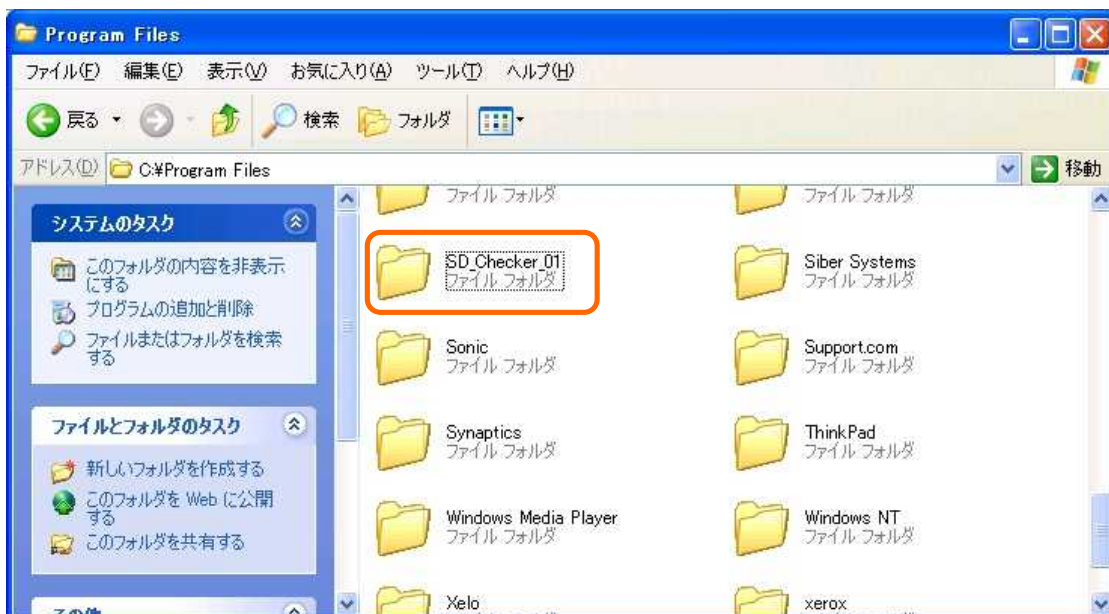 Program Files
ファイル(F) 編集(E) 表示(V) お気に入り(A) ツール(T) ヘルプ(H)
戻る 検索 フォルダ
アドレス(D) C:¥Program Files 移動
システムのタスク
このフォルダの内容を非表示
にする
プログラムの追加と削除
ファイルまたはフォルダを検索
する
ファイルとフォルダのタスク
新しいフォルダを作成する
このフォルダを Web に公開
する
このフォルダを共有する
その他
ファイル フォルダ
ファイル フォルダ
SD_Checker_01
ファイル フォルダ
Siber Systems
ファイル フォルダ
Sonic
ファイル フォルダ
Support.com
ファイル フォルダ
Synaptics
ファイル フォルダ
ThinkPad
ファイル フォルダ
Windows Media Player
ファイル フォルダ
Windows NT
ファイル フォルダ
Xelo
xerox